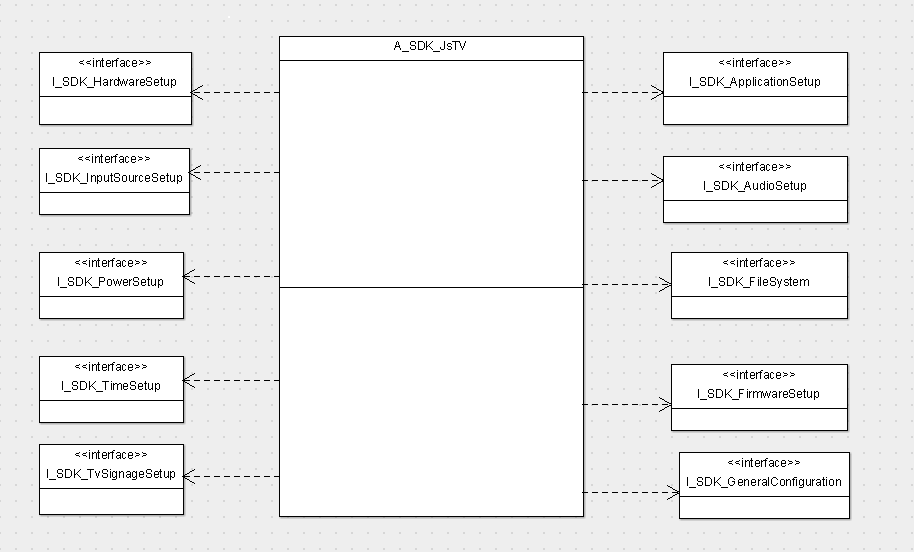 A_SDK_JsTV
<<interface>>
I_SDK_HardwareSetup
<<interface>>
I_SDK_InputSourceSetup
<<interface>>
I_SDK_PowerSetup
<<interface>>
I_SDK_TimeSetup
<<interface>>
I_SDK_TvSignageSetup
<<interface>>
I_SDK_ApplicationSetup
<<interface>>
I_SDK_AudioSetup
<<interface>>
I_SDK_FileSystem
<<interface>>
I_SDK_FirmwareSetup
<<interface>>
I_SDK_GeneralConfiguration